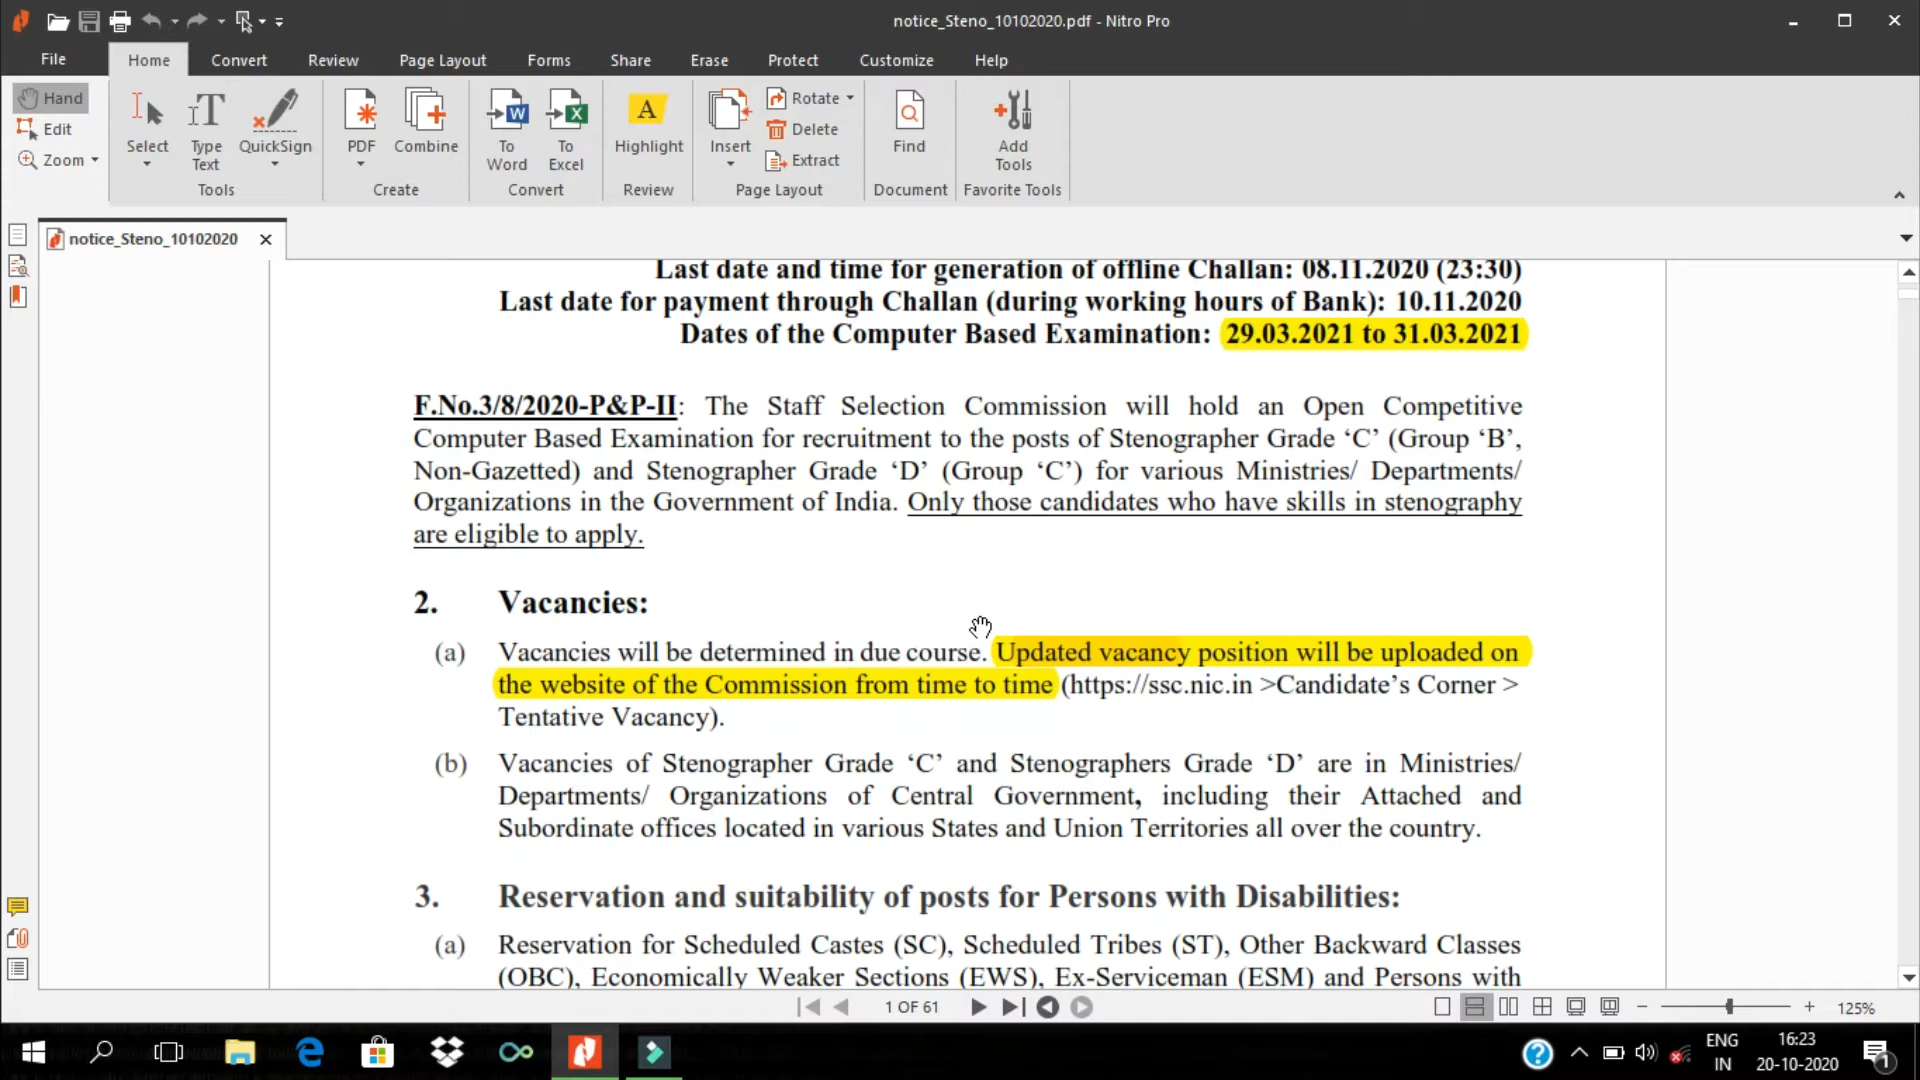 notice_Steno_10102020.pdf - Nitro Pro
File Home Convert Review Page Layout Forms Share Erase Protect Customize Help
Hand
Edit
Zoom
Select
Type Text
QuickSign
Tools
PDF
Combine
Create
To Word
To Excel
Convert
Highlight
Review
Insert
Rotate
Delete
Extract
Page Layout
Find
Document
Add Tools
Favorite Tools
notice_Steno_10102020
Last date and time for generation of offline Challan: 08.11.2020 (23:30)
Last date for payment through Challan (during working hours of Bank): 10.11.2020
Dates of the Computer Based Examination: 29.03.2021 to 31.03.2021
F.No.3/8/2020-P&P-II: The Staff Selection Commission will hold an Open Competitive
Computer Based Examination for recruitment to the posts of Stenographer Grade ‘C’ (Group ‘B’,
Non-Gazetted) and Stenographer Grade ‘D’ (Group ‘C’) for various Ministries/ Departments/
Organizations in the Government of India. Only those candidates who have skills in stenography
are eligible to apply.
2. Vacancies:
(a) Vacancies will be determined in due course. Updated vacancy position will be uploaded on
the website of the Commission from time to time (https://ssc.nic.in >Candidate’s Corner >
Tentative Vacancy).
(b) Vacancies of Stenographer Grade ‘C’ and Stenographers Grade ‘D’ are in Ministries/
Departments/ Organizations of Central Government, including their Attached and
Subordinate offices located in various States and Union Territories all over the country.
3. Reservation and suitability of posts for Persons with Disabilities:
(a) Reservation for Scheduled Castes (SC), Scheduled Tribes (ST), Other Backward Classes
(OBC), Economically Weaker Sections (EWS), Ex-Serviceman (ESM) and Persons with
1 OF 61
125%
ENG
IN
16:23
20-10-2020
1